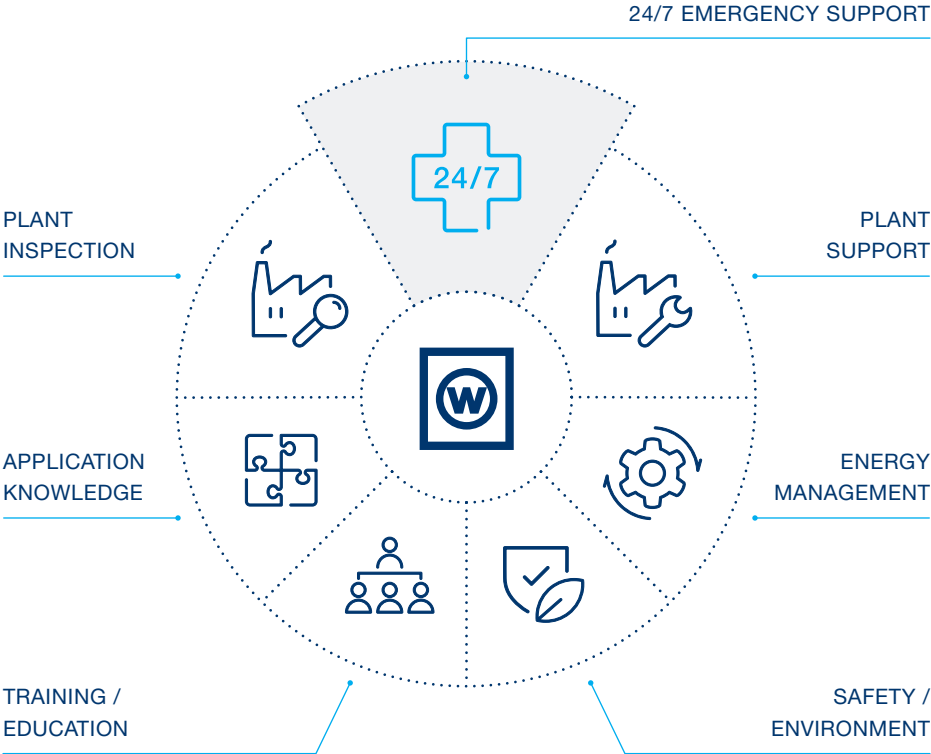 24/7 EMERGENCY SUPPORT
24/7
PLANT
INSPECTION
PLANT
SUPPORT
W
APPLICATION
KNOWLEDGE
ENERGY
MANAGEMENT
TRAINING /
EDUCATION
SAFETY /
ENVIRONMENT